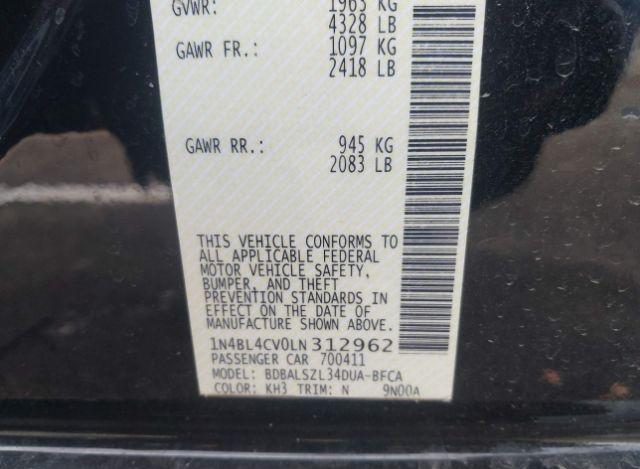 GVWR: 1963 KG
4328 LB
GAWR FR.: 1097 KG
2418 LB
GAWR RR.: 945 KG
2083 LB
THIS VEHICLE CONFORMS TO
ALL APPLICABLE FEDERAL
MOTOR VEHICLE SAFETY,
BUMPER, AND THEFT
PREVENTION STANDARDS IN
EFFECT ON THE DATE OF
MANUFACTURE SHOWN ABOVE.
1N4BL4CV0LN312962
PASSENGER CAR 700411
MODEL: BDBALSZL34DUA-BFCA
COLOR: KH3 TRIM: N 9N00A